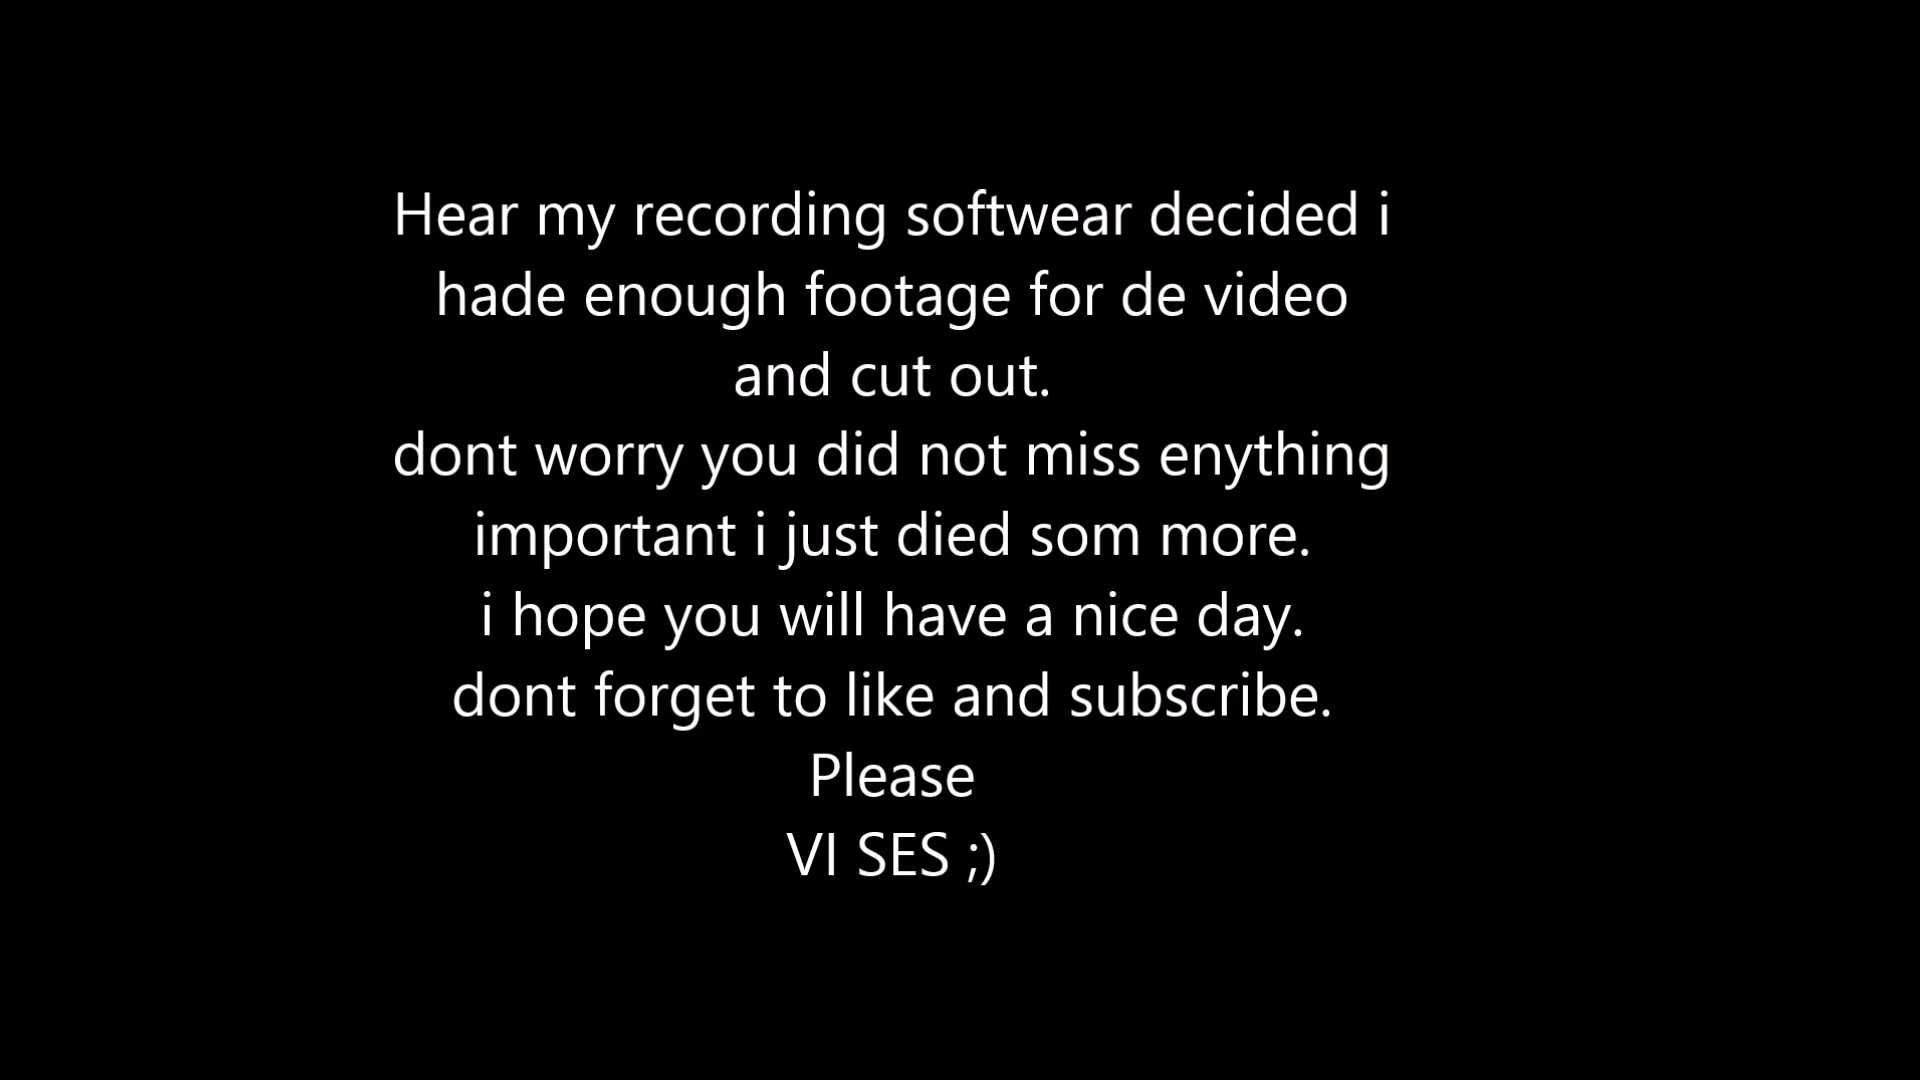 Hear my recording softwear decided i
hade enough footage for de video
and cut out.
dont worry you did not miss enything
important i just died som more.
i hope you will have a nice day.
dont forget to like and subscribe.
Please
VI SES ;)